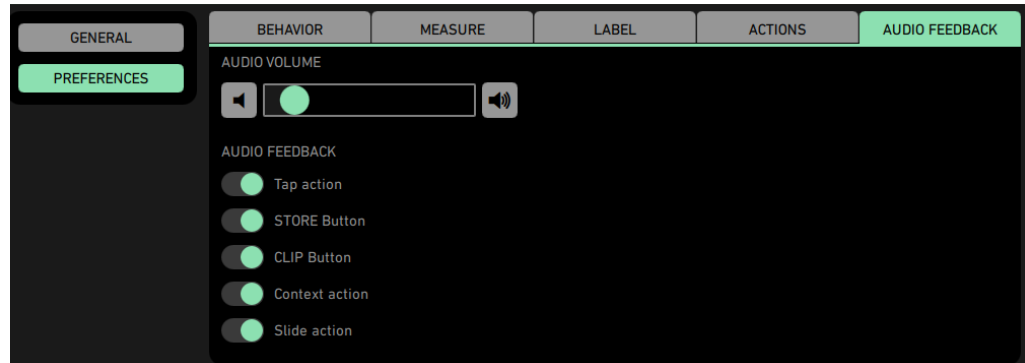 GENERAL
PREFERENCES
BEHAVIOR
MEASURE
LABEL
ACTIONS
AUDIO FEEDBACK
AUDIO VOLUME
AUDIO FEEDBACK
Tap action
STORE Button
CLIP Button
Context action
Slide action